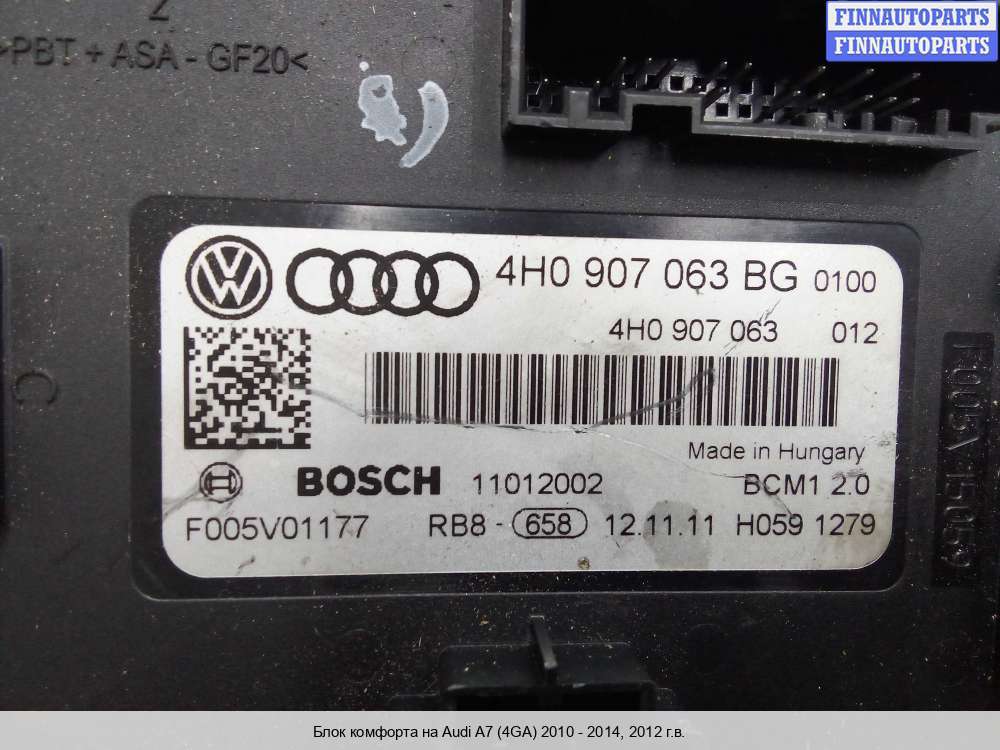 FINNAUTOPARTS
FINNAUTOPARTS
2
>PBT + ASA - GF20<
4H0 907 063 BG 0100
4H0 907 063 012
Made in Hungary
BOSCH 11012002 BCM1 2.0
F005V01177 RB8 - 658 12.11.11 H059 1279
C
Блок комфорта на Audi A7 (4GA) 2010 - 2014, 2012 г.в.